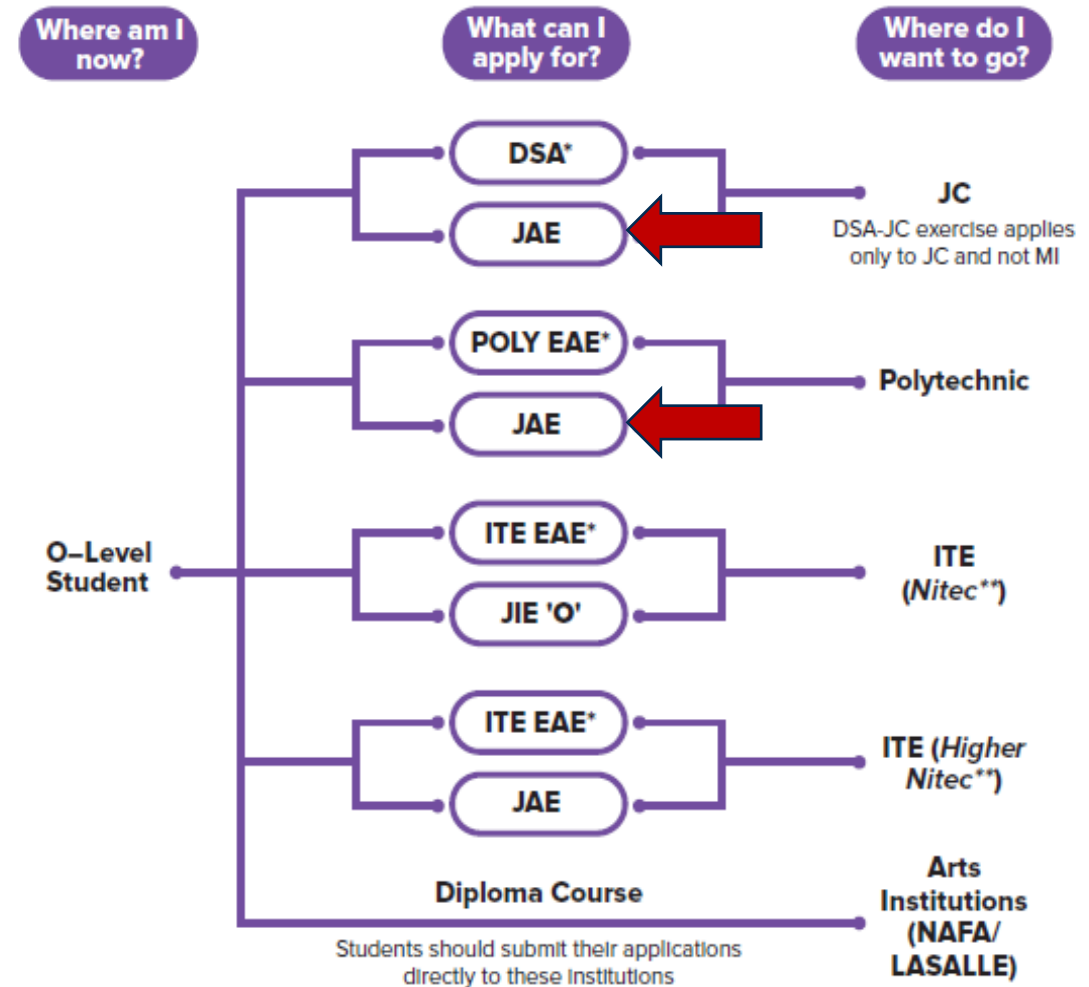 Where am I
now?
What can I
apply for?
Where do I
want to go?
DSA*
JAE
JC
DSA-JC exercise applies
only to JC and not MI
POLY EAE*
JAE
Polytechnic
O–Level
Student
ITE EAE*
JIE 'O'
ITE
(Nitec**)
ITE EAE*
JAE
ITE (Higher
Nitec**)
Diploma Course
Students should submit their applications
directly to these institutions
Arts
Institutions
(NAFA/
LASALLE)